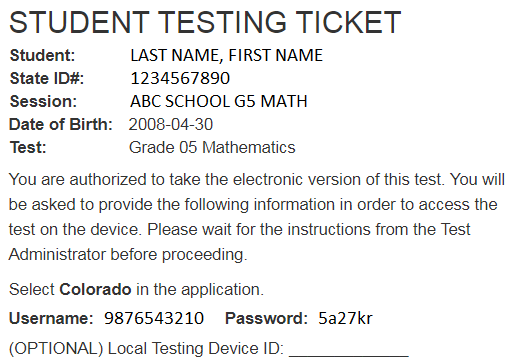 STUDENT TESTING TICKET
Student: LAST NAME, FIRST NAME
State ID#: 1234567890
Session: ABC SCHOOL G5 MATH
Date of Birth: 2008-04-30
Test: Grade 05 Mathematics
You are authorized to take the electronic version of this test. You will
be asked to provide the following information in order to access the
test on the device. Please wait for the instructions from the Test
Administrator before proceeding.
Select Colorado in the application.
Username: 9876543210 Password: 5a27kr
(OPTIONAL) Local Testing Device ID: ______________